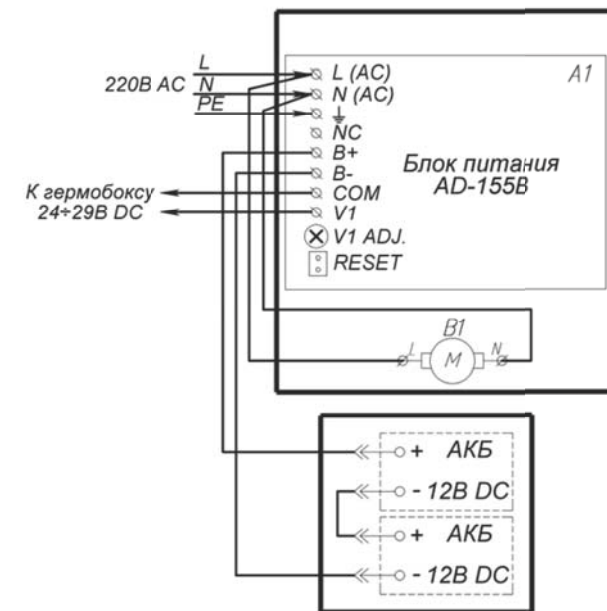 L
220В AC
N
PE
L (AC)
N (AC)
NC
B+
B-
COM
V1
V1 ADJ.
RESET
A1
Блок питания
AD-155B
К гермобоксу
24÷29В DC
B1
L
M
N
+ АКБ
- 12В DC
+ АКБ
- 12В DC